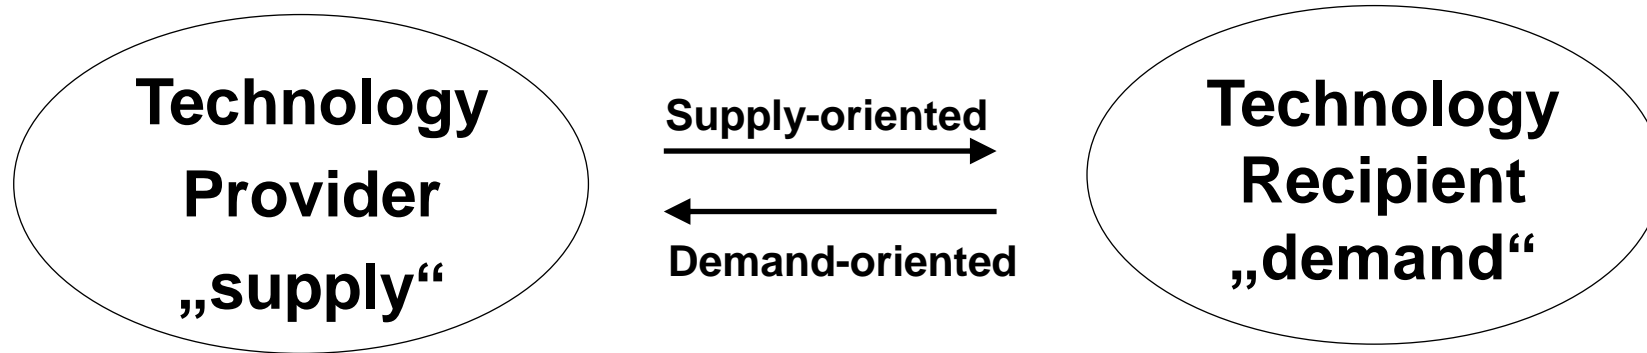 Technology
Provider
„supply“
Supply-oriented
Demand-oriented
Technology
Recipient
„demand“